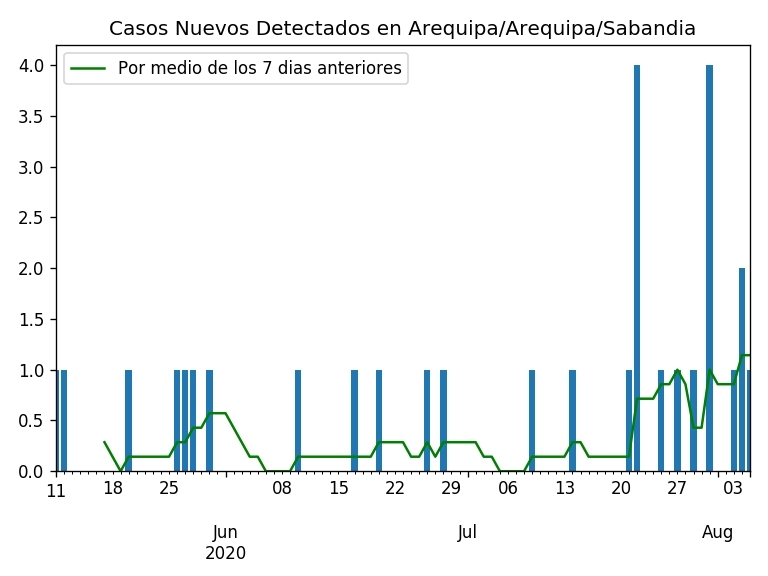 Casos Nuevos Detectados en Arequipa/Arequipa/Sabandia
Por medio de los 7 dias anteriores
4.0
3.5
3.0
2.5
2.0
1.5
1.0
0.5
0.0
11 18 25 08 15 22 29 06 13 20 27 03
Jun Jul Aug
2020